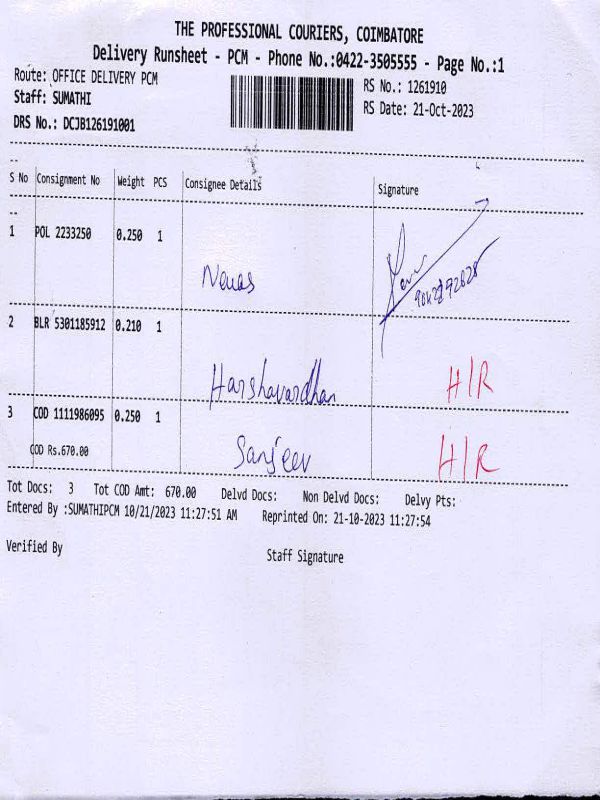 THE PROFESSIONAL COURIERS, COIMBATORE
Delivery Runsheet - PCM - Phone No.:0422-3505555 - Page No.:1
Route: OFFICE DELIVERY PCM
RS No.: 1261910
Staff: SUMATHI
RS Date: 21-Oct-2023
DRS No.: DCJB126191001
S No Consignment No Weight PCS Consignee Details Signature
1 POL 2233250 0.250 1
2 BLR 5301185912 0.210 1
Harshavardhan H/R
3 COD 1111986095 0.250 1
COD Rs.670.00 Sanjeev H/R
Tot Docs: 3 Tot COD Amt: 670.00 Delvd Docs: Non Delvd Docs: Delvy Pts:
Entered By :SUMATHIPCM 10/21/2023 11:27:51 AM Reprinted On: 21-10-2023 11:27:54
Verified By Staff Signature